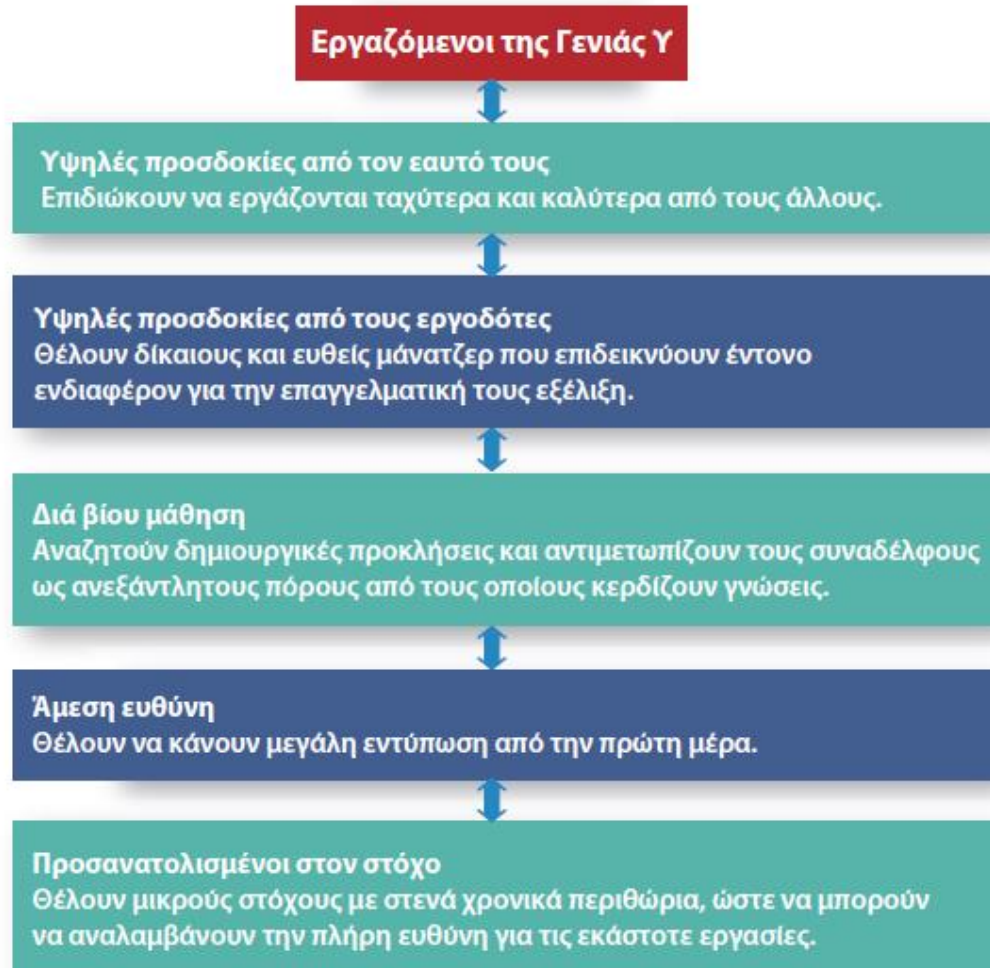 Εργαζόμενοι της Γενιάς Υ
Υψηλές προσδοκίες από τον εαυτό τους
Επιδιώκουν να εργάζονται ταχύτερα και καλύτερα από τους άλλους.
Υψηλές προσδοκίες από τους εργοδότες
Θέλουν δίκαιους και ευθείς μάνατζερ που επιδεικνύουν έντονο
ενδιαφέρον για την επαγγελματική τους εξέλιξη.
Διά βίου μάθηση
Αναζητούν δημιουργικές προκλήσεις και αντιμετωπίζουν τους συναδέλφους
ως ανεξάντλητους πόρους από τους οποίους κερδίζουν γνώσεις.
Άμεση ευθύνη
Θέλουν να κάνουν μεγάλη εντύπωση από την πρώτη μέρα.
Προσανατολισμένοι στον στόχο
Θέλουν μικρούς στόχους με στενά χρονικά περιθώρια, ώστε να μπορούν
να αναλαμβάνουν την πλήρη ευθύνη για τις εκάστοτε εργασίες.